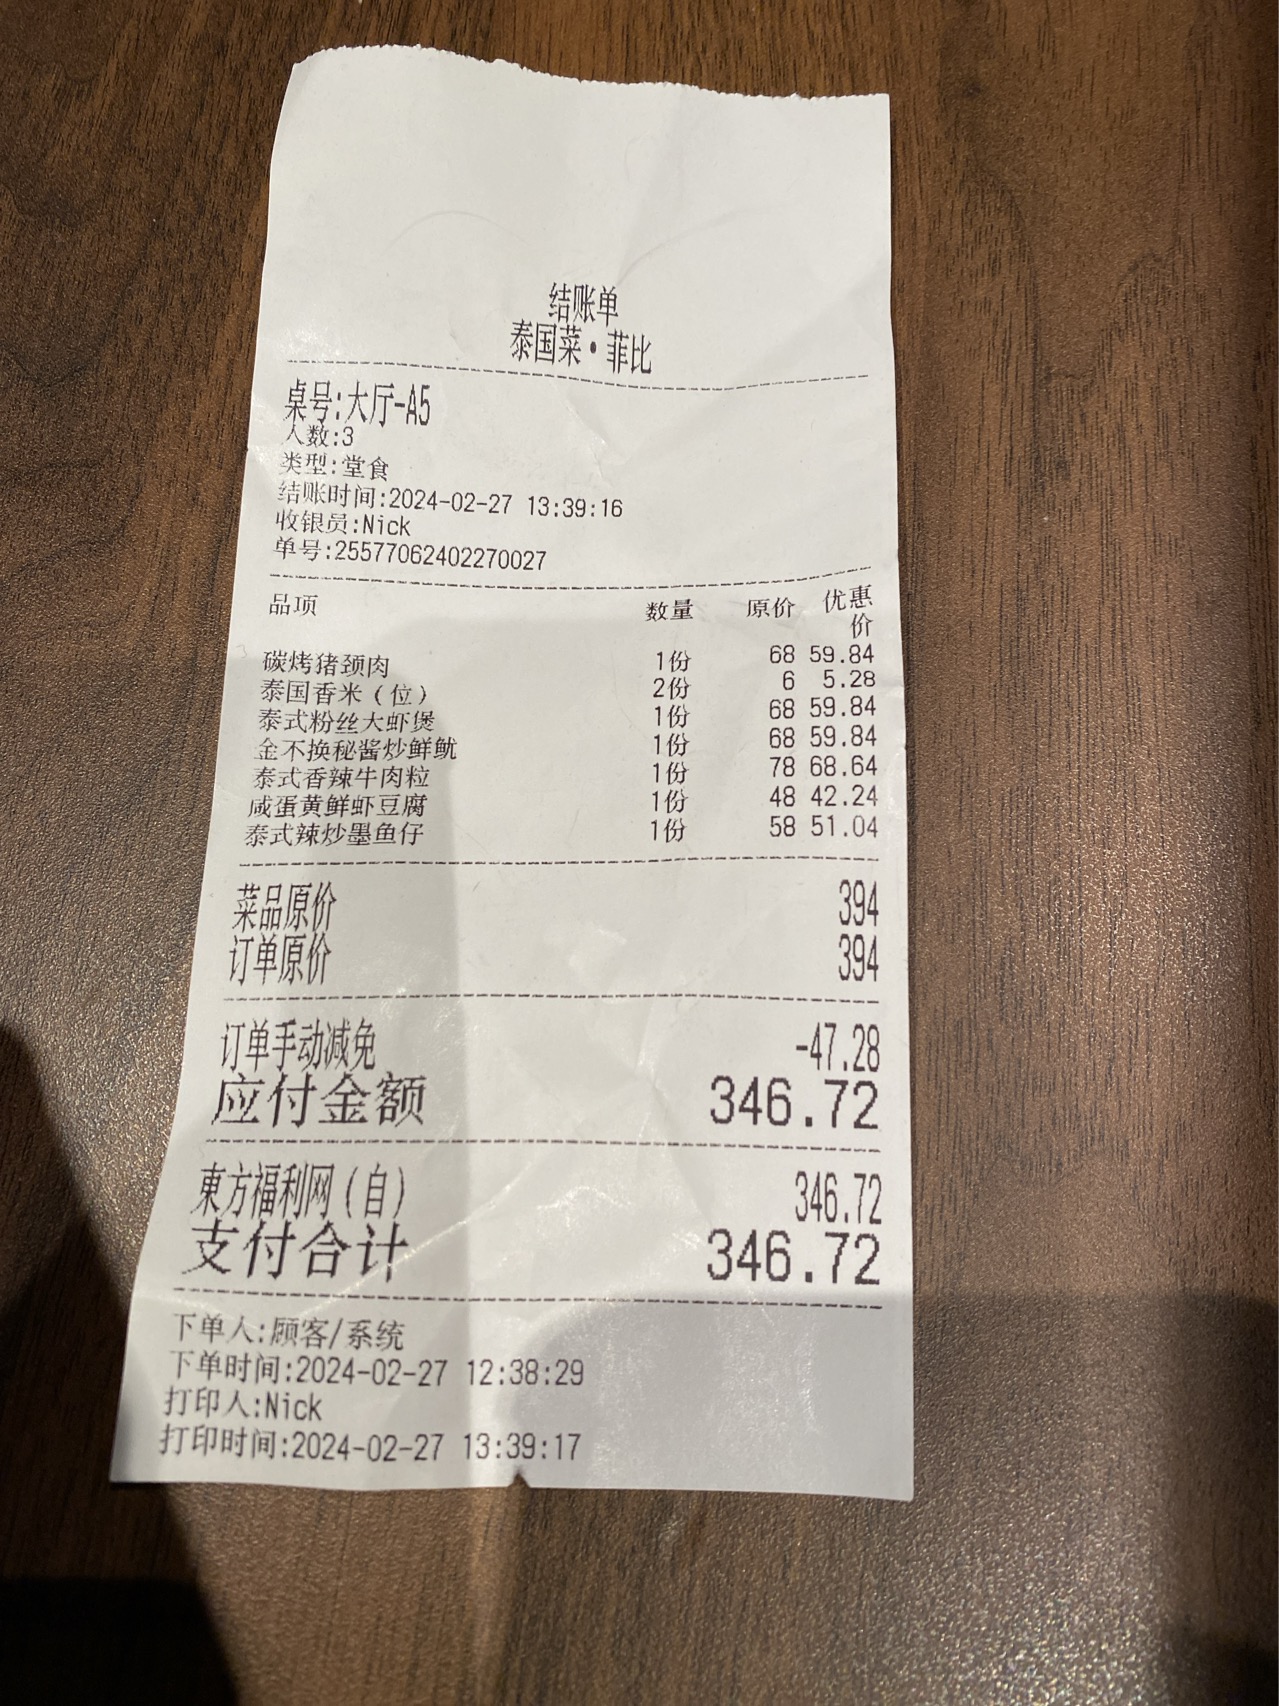 结账单
泰国菜•菲比
桌号:大厅-A5
人数:3
类型:堂食
结账时间:2024-02-27 13:39:16
收银员:Nick
单号:25577062402270027
品项 数量 原价 优惠价
碳烤猪颈肉 1份 68 59.84
泰国香米（位） 2份 6 5.28
泰式粉丝大虾煲 1份 68 59.84
金不换秘酱炒鲜鱿 1份 68 59.84
泰式香辣牛肉粒 1份 78 68.64
咸蛋黄鲜虾豆腐 1份 48 42.24
泰式辣炒墨鱼仔 1份 58 51.04
菜品原价 394
订单原价 394
订单手动减免 -47.28
应付金额 346.72
東方福利网(自) 346.72
支付合计 346.72
下单人:顾客/系统
下单时间:2024-02-27 12:38:29
打印人:Nick
打印时间:2024-02-27 13:39:17